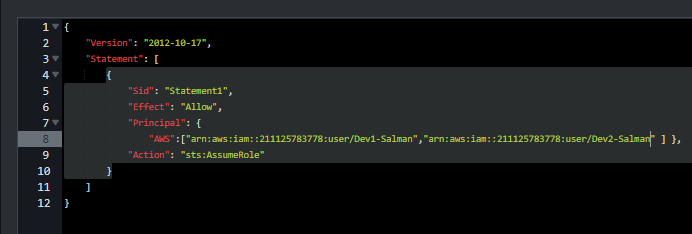 1 {
2 "Version": "2012-10-17",
3 "Statement": [
4 {
5 "Sid": "Statement1",
6 "Effect": "Allow",
7 "Principal": {
8 "AWS":["arn:aws:iam::211125783778:user/Dev1-Salman","arn:aws:iam::211125783778:user/Dev2-Salman" ] },
9 "Action": "sts:AssumeRole"
10 }
11 ]
12 }